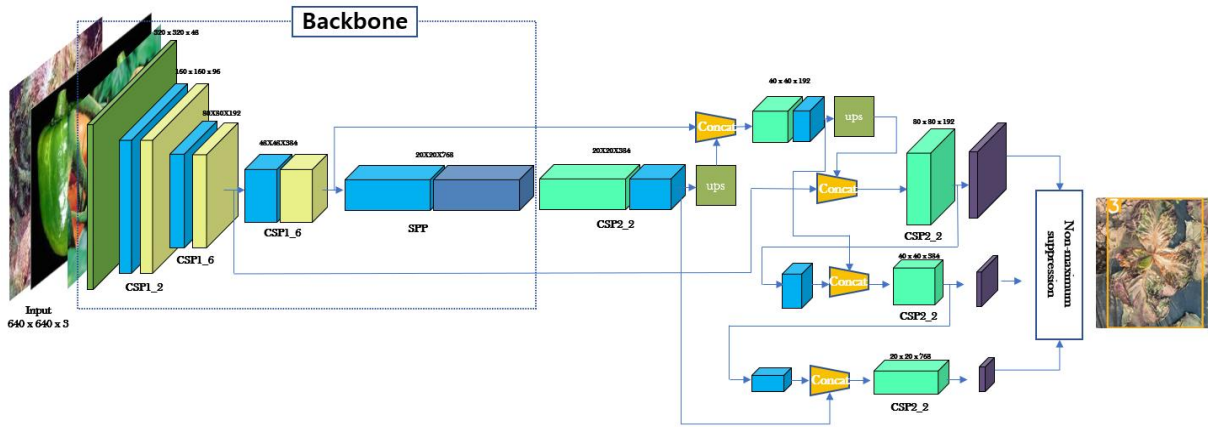 Backbone
320 x 320 x 48
160 x 160 x 96
80X80X192
48X48X384
20X20X768
20X20X384
40 x 40 x 192
80 x 80 x 192
Concat
ups
ups
Concat
CSP1_6
SPP
CSP2_2
CSP2_2
CSP1_6
CSP1_2
Input
640 x 640 x 3
40 x 40 x 384
Concat
CSP2_2
20 x 20 x 768
Concat
CSP2_2
Non-maximum
suppression
3